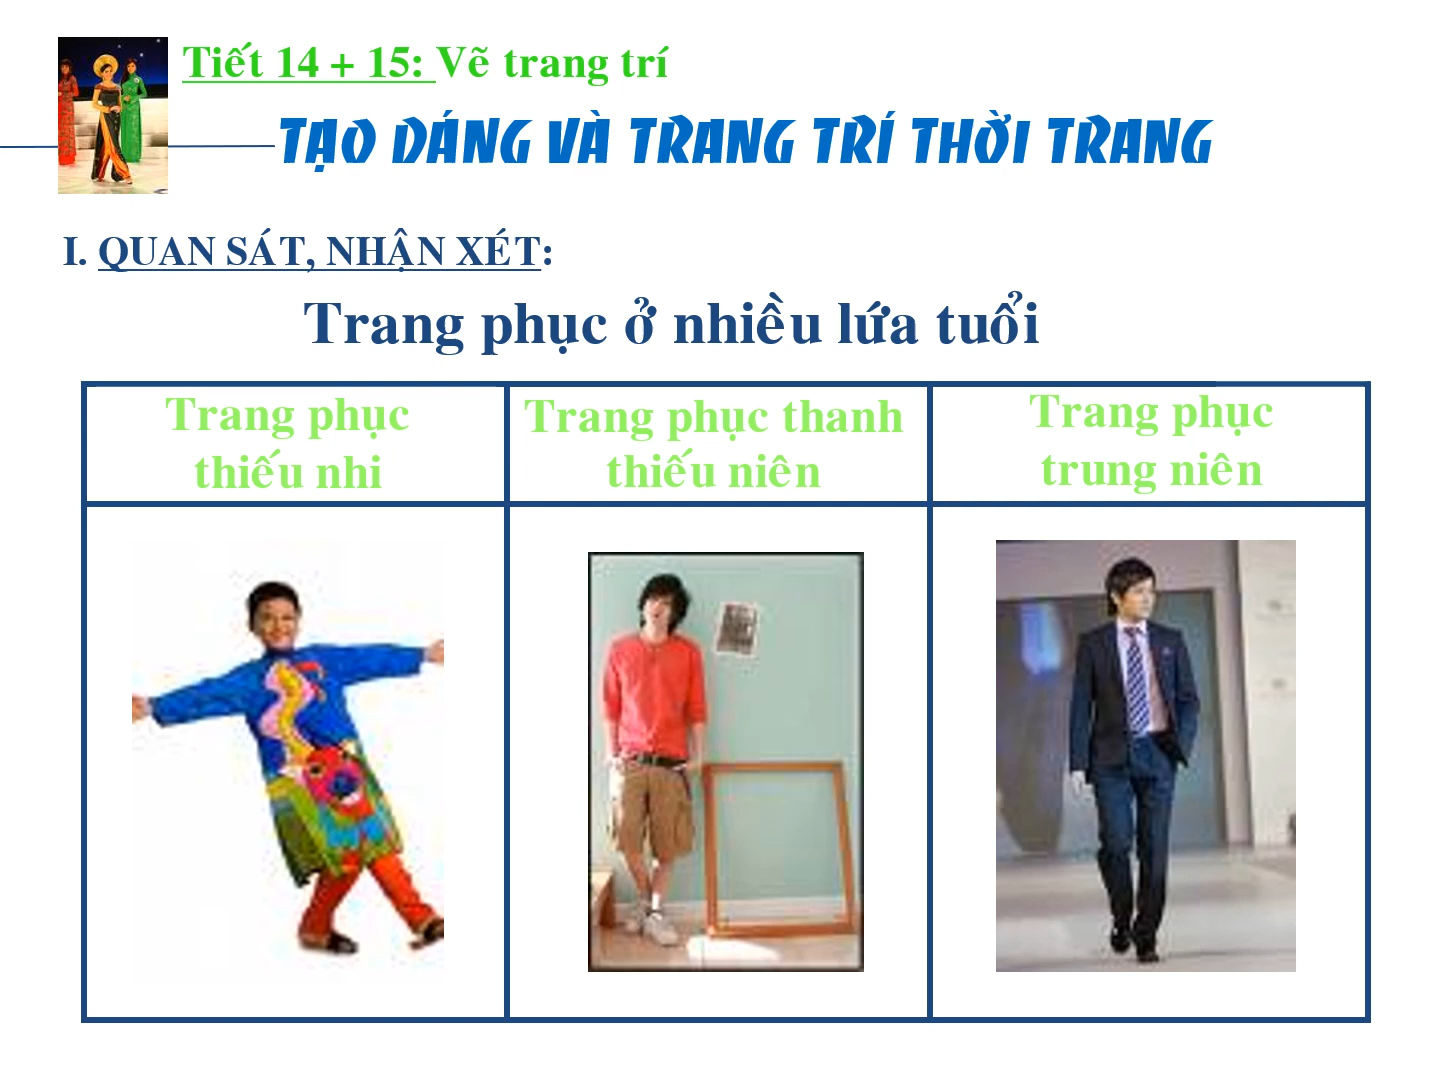 Tiết 14 + 15: Vẽ trang trí
TẠO DÁNG VÀ TRANG TRÍ THỜI TRANG
I. QUAN SÁT, NHẬN XÉT:
Trang phục ở nhiều lứa tuổi
Trang phục
thiếu nhi
Trang phục thanh
thiếu niên
Trang phục
trung niên